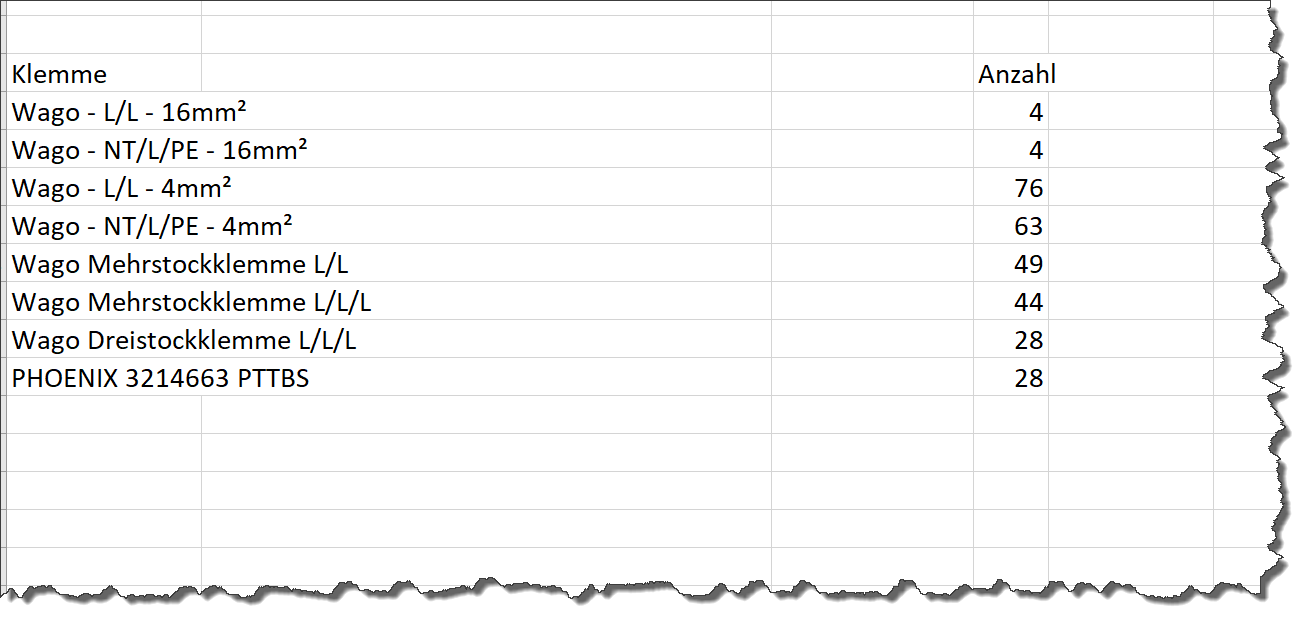 Klemme Anzahl
Wago - L/L - 16mm² 4
Wago - NT/L/PE - 16mm² 4
Wago - L/L - 4mm² 76
Wago - NT/L/PE - 4mm² 63
Wago Mehrstockklemme L/L 49
Wago Mehrstockklemme L/L/L 44
Wago Dreistockklemme L/L/L 28
PHOENIX 3214663 PTTBS 28